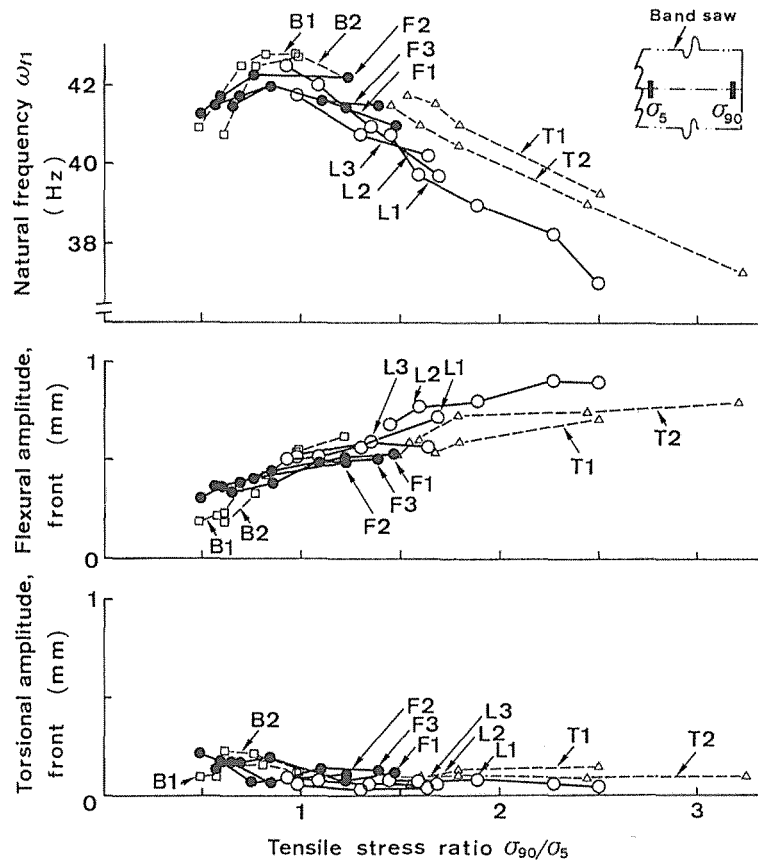 Band saw
σ5 σ90
Natural frequency ωf1
(Hz)
42
40
38
B1
B2
F2
F3
F1
T1
T2
L3
L2
L1
Flexural amplitude,
front (mm)
1
0
L3
L2
L1
T2
T1
F1
F3
F2
B1
B2
Torsional amplitude,
front (mm)
1
0
B2
B1
F2
F3
F1
L3
L2
L1
T1
T2
1 2 3
Tensile stress ratio σ90/σ5